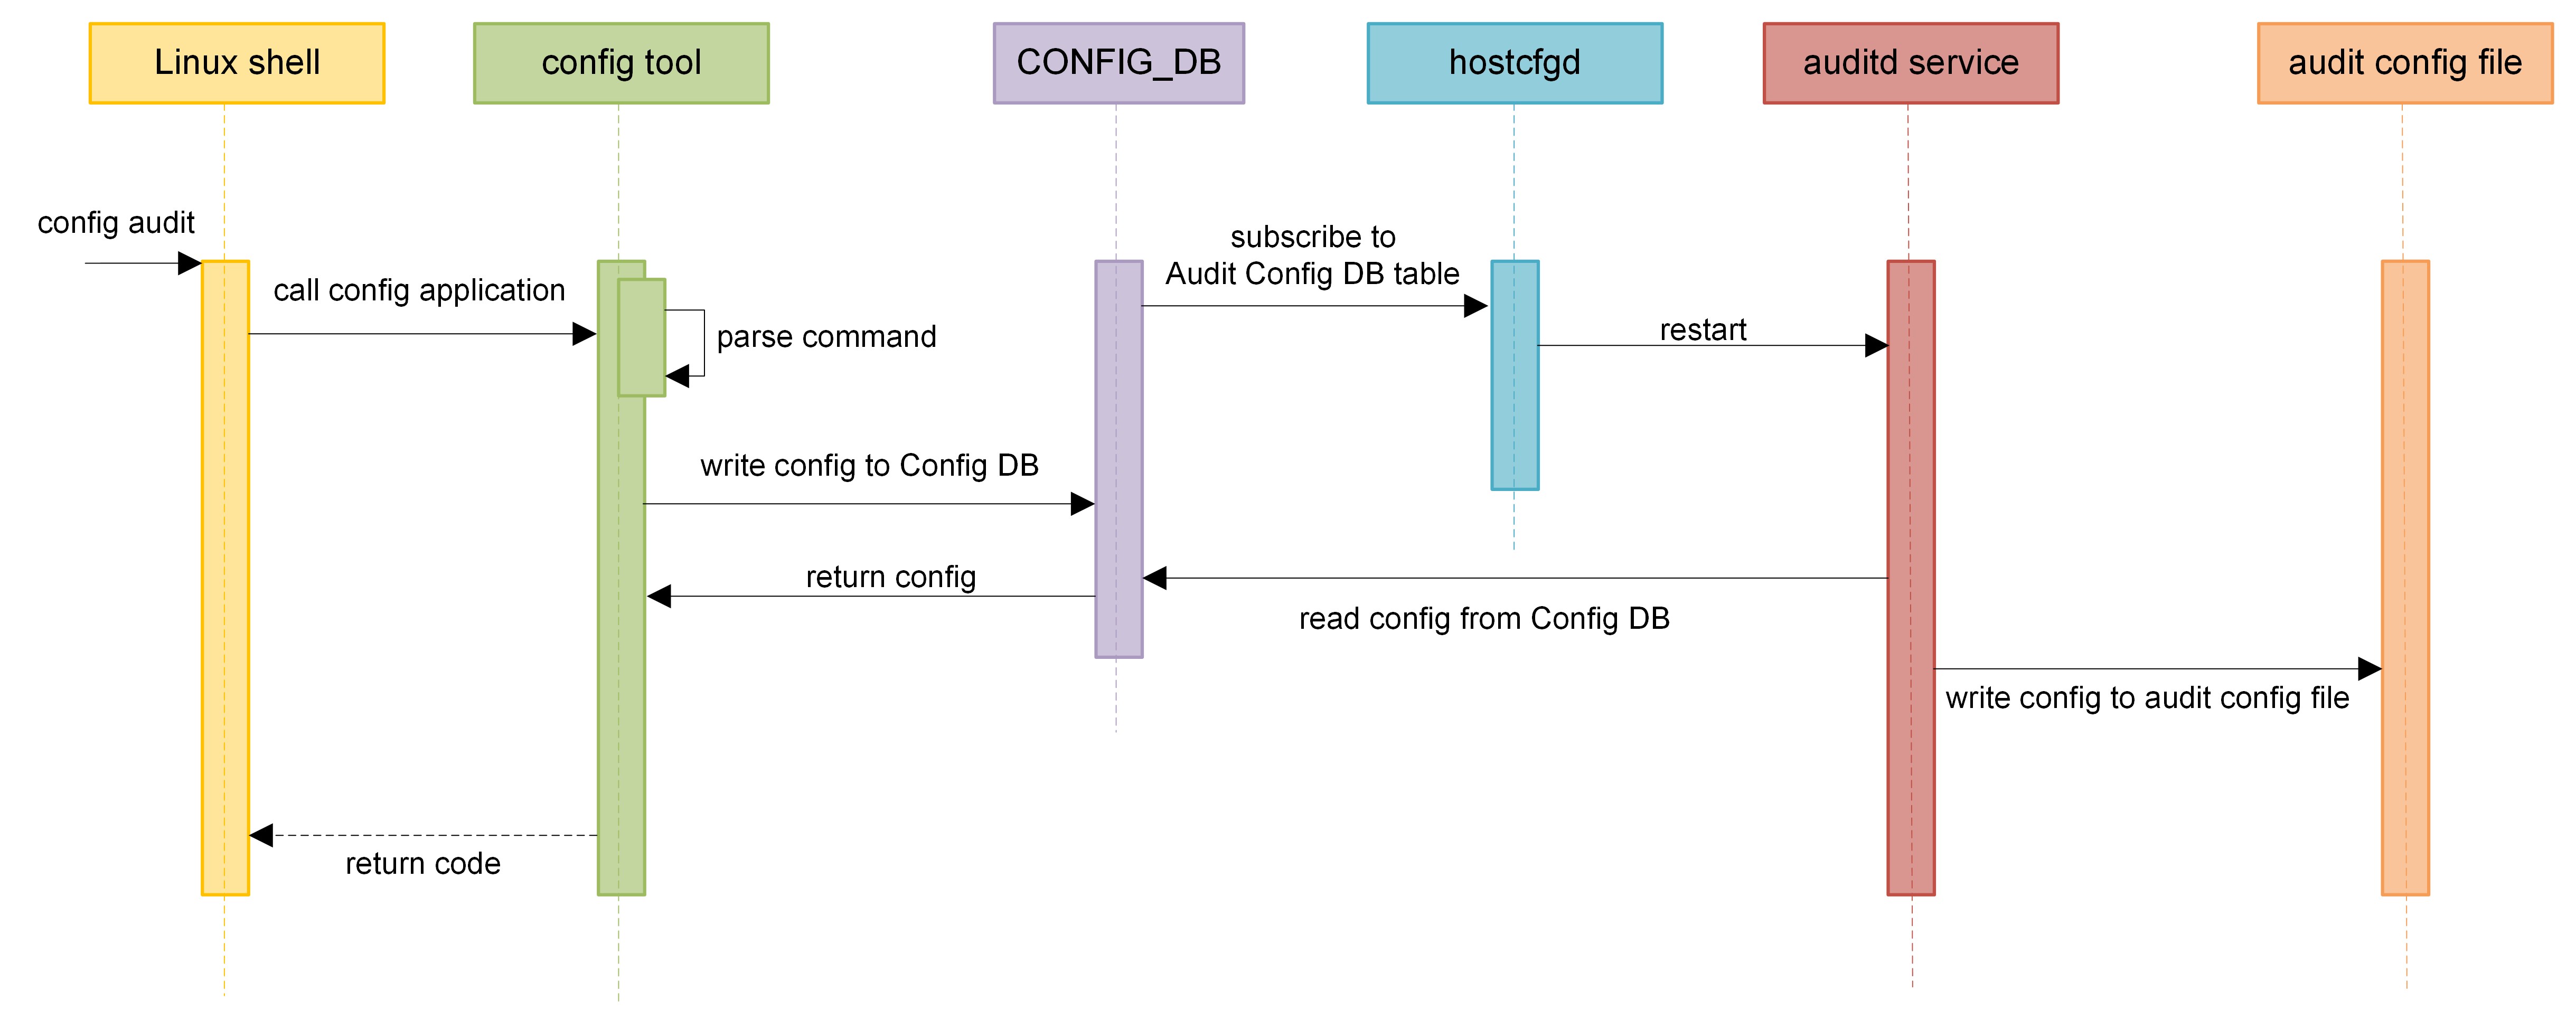 Linux shell
config tool
CONFIG_DB
hostcfgd
auditd service
audit config file
config audit
call config application
parse command
subscribe to
Audit Config DB table
restart
write config to Config DB
return config
read config from Config DB
write config to audit config file
return code